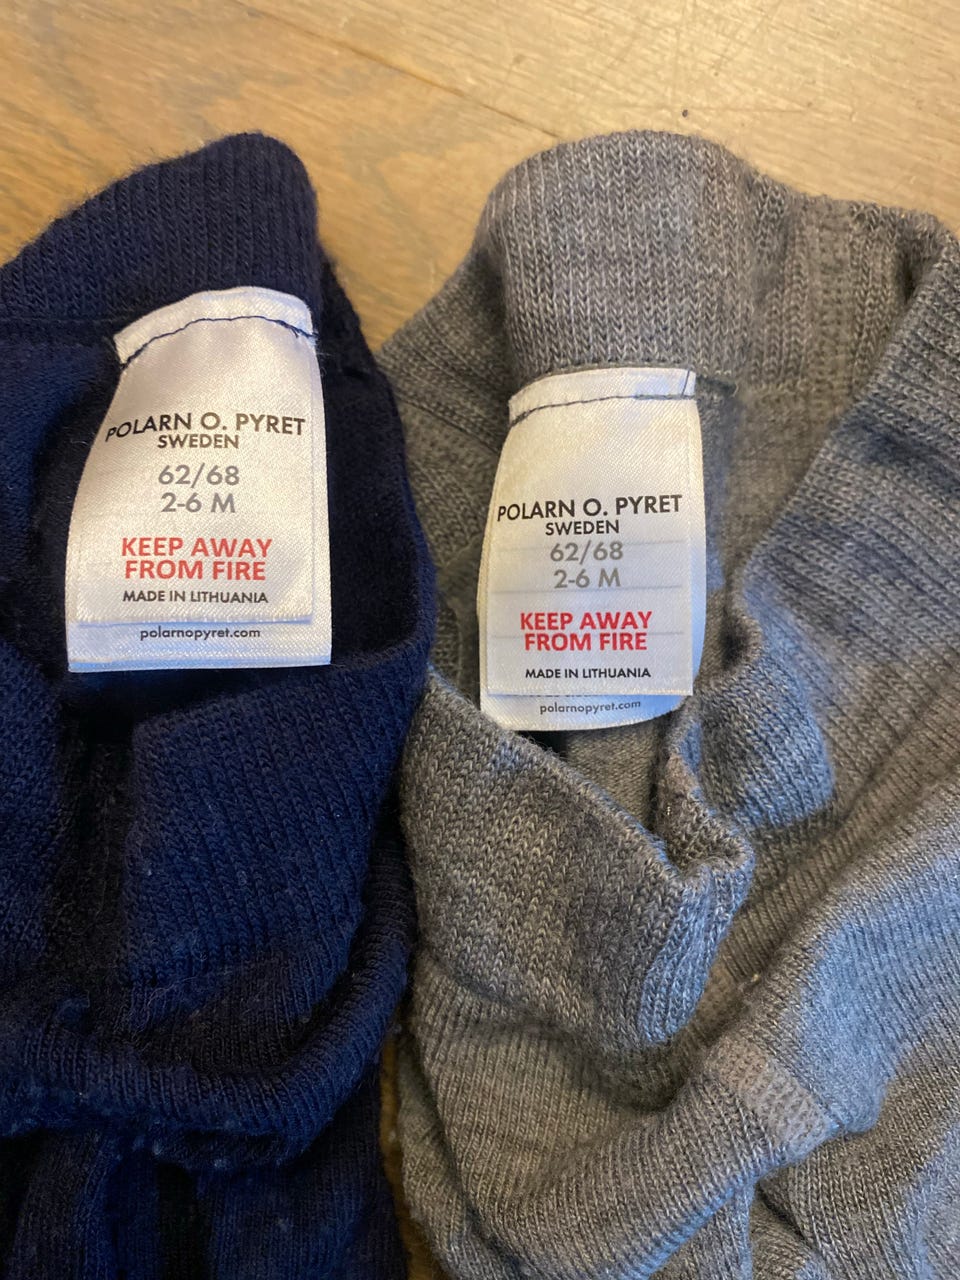 POLARN O. PYRET
SWEDEN
62/68
2-6 M
KEEP AWAY
FROM FIRE
MADE IN LITHUANIA
polarnopyret.com
POLARN O. PYRET
SWEDEN
62/68
2-6 M
KEEP AWAY
FROM FIRE
MADE IN LITHUANIA
polarnopyret.com